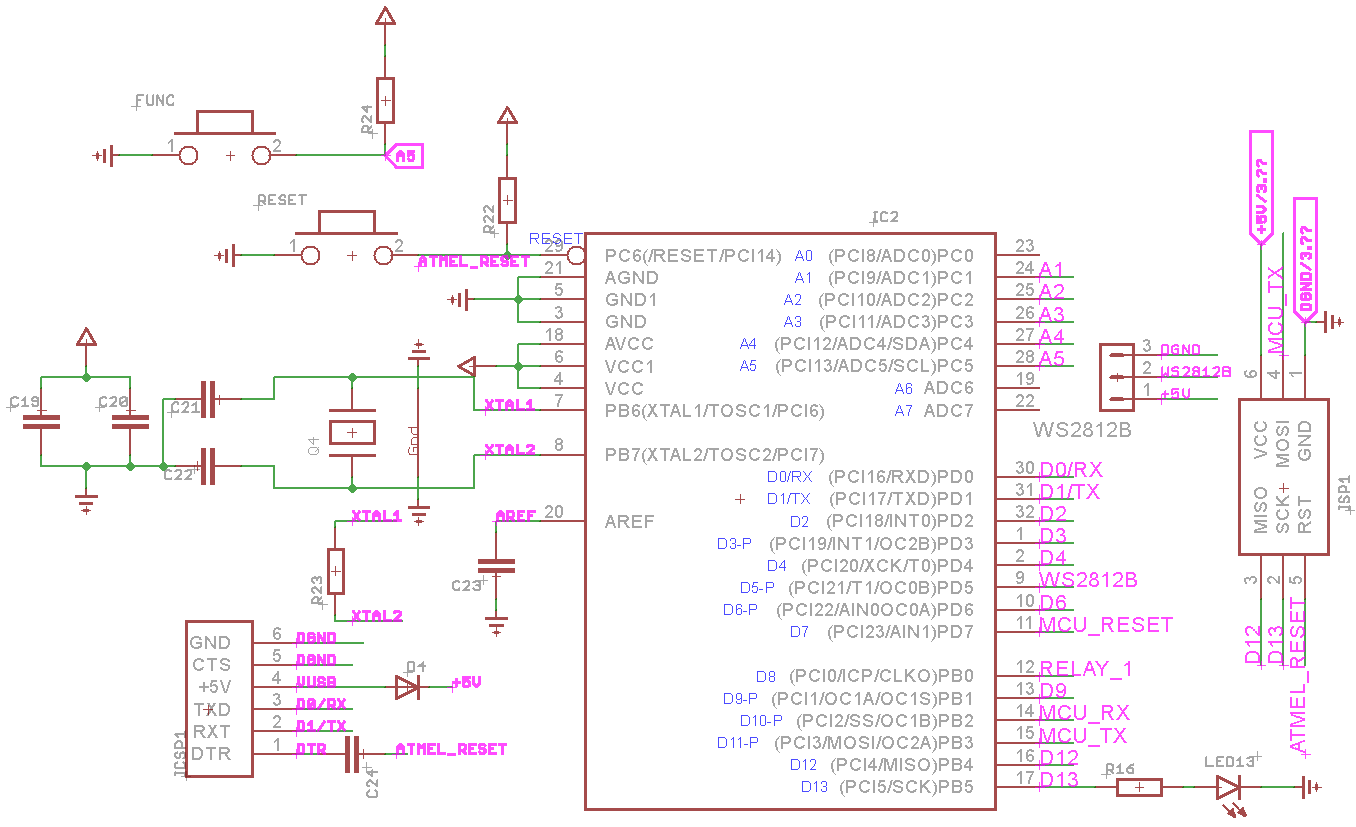 FUNC
1
2
R24
A5
RESET
1
2
R22
ATMEL_RESET
RESET
IC2
29
PC6(/RESET/PCI14)
21
AGND
5
GND1
3
GND
18
AVCC
6
VCC1
4
VCC
7
PB6(XTAL1/TOSC1/PCI6)
8
PB7(XTAL2/TOSC2/PCI7)
20
AREF
A0 (PCI8/ADC0)PC0 23
A1 (PCI9/ADC1)PC1 24 A1
A2 (PCI10/ADC2)PC2 25 A2
A3 (PCI11/ADC3)PC3 26 A3
A4 (PCI12/ADC4/SDA)PC4 27 A4
A5 (PCI13/ADC5/SCL)PC5 28 A5
A6 ADC6 19
A7 ADC7 22
D0/RX (PCI16/RXD)PD0 30 D0/RX
D1/TX (PCI17/TXD)PD1 31 D1/TX
D2 (PCI18/INT0)PD2 32 D2
D3-P (PCI19/INT1/OC2B)PD3 1 D3
D4 (PCI20/XCK/T0)PD4 2 D4
D5-P (PCI21/T1/OC0B)PD5 9 WS2812B
D6-P (PCI22/AIN0OC0A)PD6 10 D6
D7 (PCI23/AIN1)PD7 11 MCU_RESET
D8 (PCI0/ICP/CLKO)PB0 12 RELAY_1
D9-P (PCI1/OC1A/OC1S)PB1 13 D9
D10-P (PCI2/SS/OC1B)PB2 14 MCU_RX
D11-P (PCI3/MOSI/OC2A)PB3 15 MCU_TX
D12 (PCI4/MISO)PB4 16 D12
D13 (PCI5/SCK)PB5 17 D13
R16
LED13
C19
C20
C21
C22
Q4
Gnd
XTAL1
XTAL2
XTAL1
R23
XTAL2
AREF
C23
GND 6 DGND
CTS 5 DGND
+5V 4 VUSB
TXD 3 D0/RX
RXT 2 D1/TX
DTR 1 DTR
ICSP1
D4
+5V
C24
ATMEL_RESET
3 DGND
2 WS2812B
1 +5V
WS2812B
+5V/3.??
MCU_TX
DGND/3.??
6
4
1
VCC
MOSI
GND
MISO
SCK
RST
ISP1
3
2
5
D12
D13
ATMEL_RESET